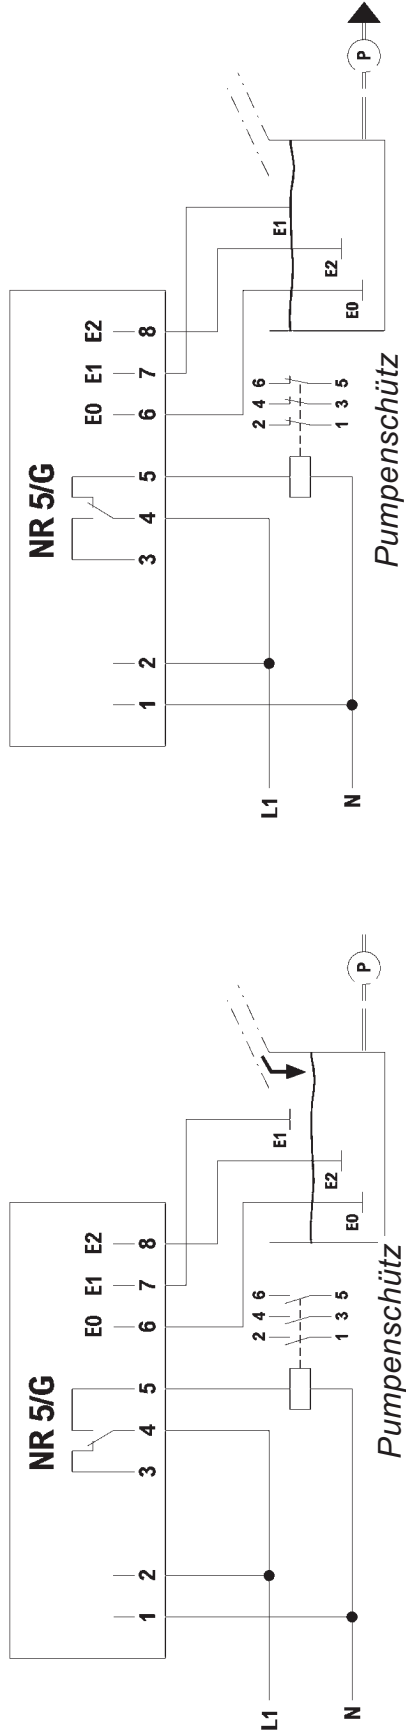 NR 5/G
E0 E1 E2
1 2 3 4 5 6 7 8
2 4 6
L1
E1
E2
1 3 5
N
E0
P
Pumpenschütz
NR 5/G
E0 E1 E2
1 2 3 4 5 6 7 8
2 4 6
L1
E1
E2
1 3 5
N
E0
P
Pumpenschütz